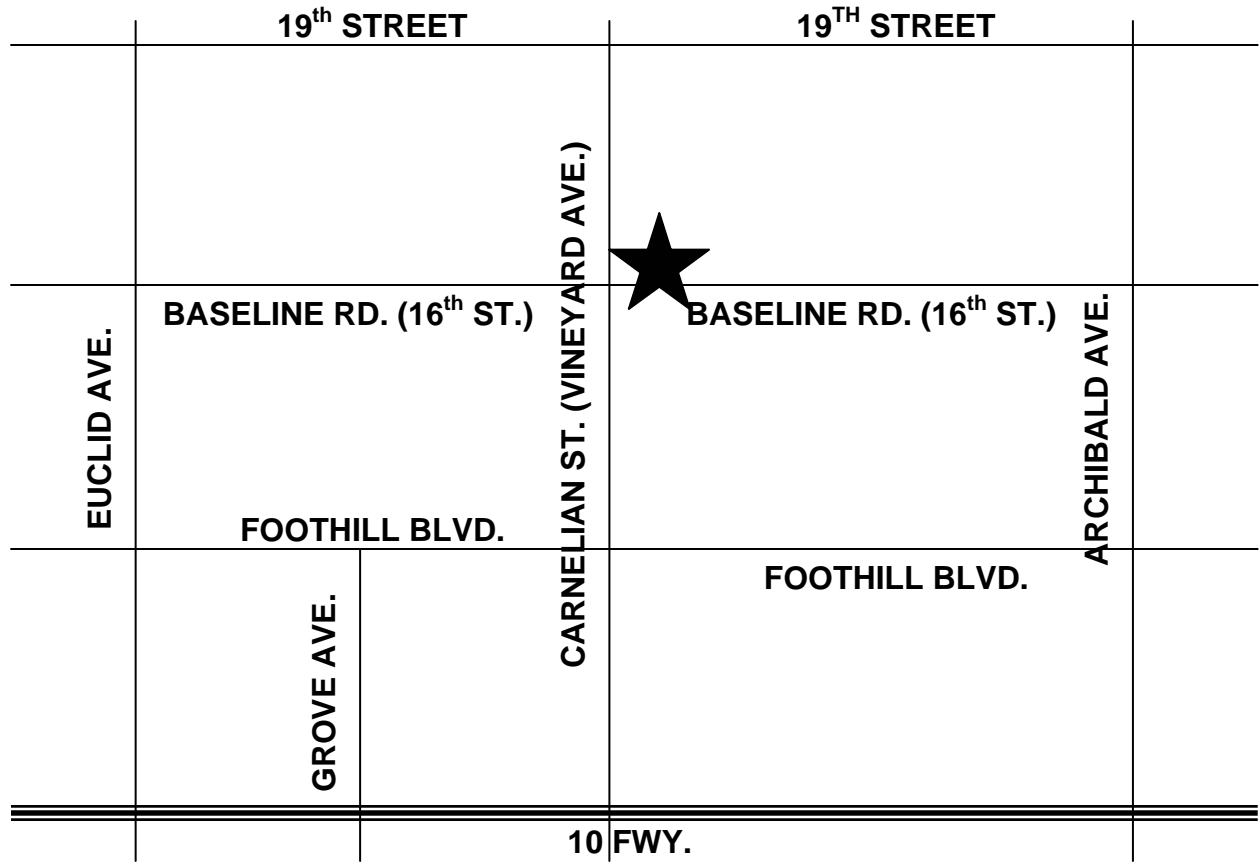 19th STREET
19TH STREET
CARNELIAN ST. (VINEYARD AVE.)
BASELINE RD. (16th ST.)
BASELINE RD. (16th ST.)
EUCLID AVE.
ARCHIBALD AVE.
FOOTHILL BLVD.
FOOTHILL BLVD.
GROVE AVE.
10 FWY.